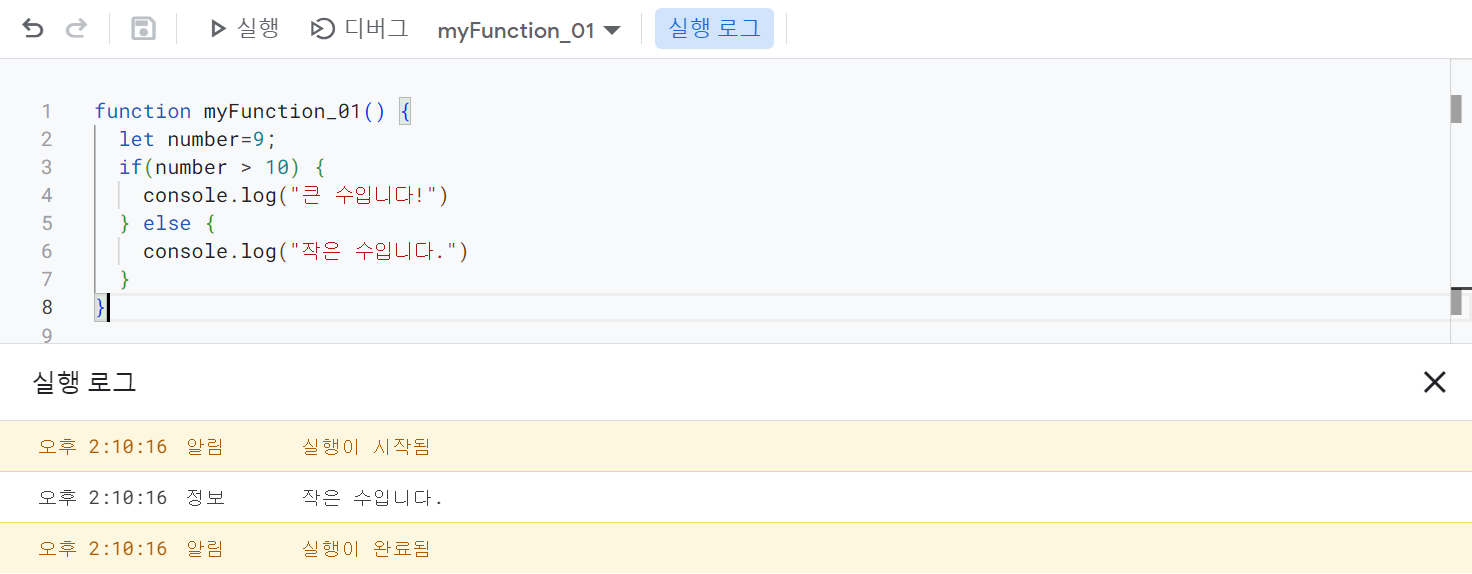 실행 디버그 myFunction_01 실행 로그
1 function myFunction_01() {
2 let number=9;
3 if(number > 10) {
4 console.log("큰 수입니다!")
5 } else {
6 console.log("작은 수입니다.")
7 }
8 }
9
실행 로그
오후 2:10:16 알림 실행이 시작됨
오후 2:10:16 정보 작은 수입니다.
오후 2:10:16 알림 실행이 완료됨